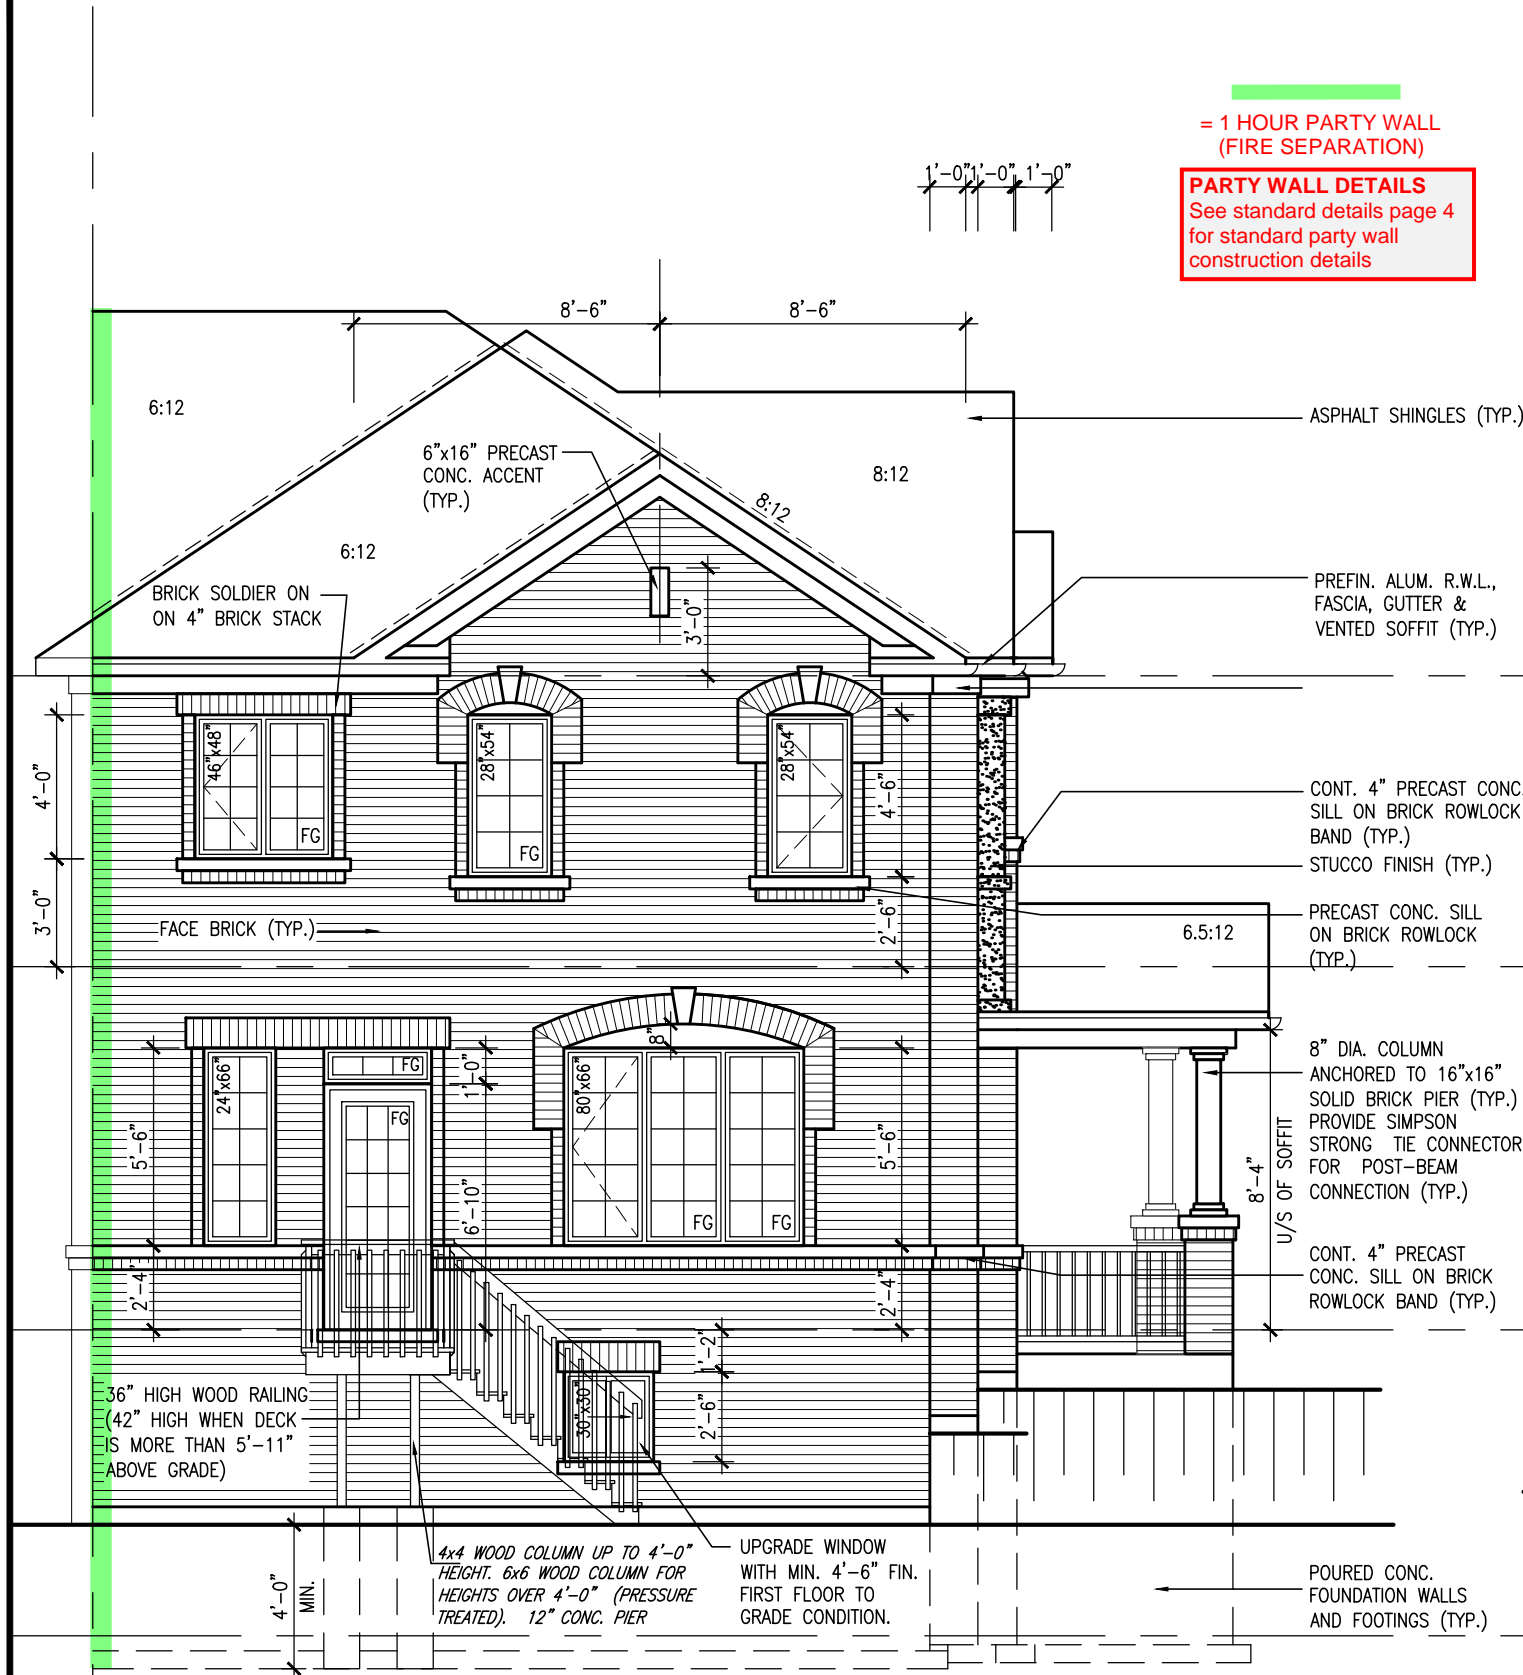 = 1 HOUR PARTY WALL
(FIRE SEPARATION)
PARTY WALL DETAILS
See standard details page 4
for standard party wall
construction details
1'-0" 1'-0" 1'-0"
8'-6" 8'-6"
6:12
ASPHALT SHINGLES (TYP.)
6"x16" PRECAST
CONC. ACCENT
(TYP.)
8:12
8:12
6:12
BRICK SOLDIER ON
ON 4" BRICK STACK
PREFIN. ALUM. R.W.L.,
FASCIA, GUTTER &
VENTED SOFFIT (TYP.)
3'-0"
46"x48"
FG
28"x54"
FG
28"x54"
4'-0"
4'-6"
CONT. 4" PRECAST CONC.
SILL ON BRICK ROWLOCK
BAND (TYP.)
STUCCO FINISH (TYP.)
3'-0"
FACE BRICK (TYP.)
2'-6"
PRECAST CONC. SILL
ON BRICK ROWLOCK
(TYP.)
6.5:12
8"
24"x66"
FG
FG
1'-0"
80"x66"
FG FG
5'-6"
6'-10"
5'-6"
8" DIA. COLUMN
ANCHORED TO 16"x16"
SOLID BRICK PIER (TYP.)
PROVIDE SIMPSON
STRONG TIE CONNECTOR
FOR POST-BEAM
CONNECTION (TYP.)
8'-4"
U/S OF SOFFIT
2'-4"
2'-4"
CONT. 4" PRECAST
CONC. SILL ON BRICK
ROWLOCK BAND (TYP.)
1'-2"
30"x30"
2'-6"
36" HIGH WOOD RAILING
(42" HIGH WHEN DECK
IS MORE THAN 5'-11"
ABOVE GRADE)
4'-0"
MIN.
4x4 WOOD COLUMN UP TO 4'-0"
HEIGHT. 6x6 WOOD COLUMN FOR
HEIGHTS OVER 4'-0" (PRESSURE
TREATED). 12" CONC. PIER
UPGRADE WINDOW
WITH MIN. 4'-6" FIN.
FIRST FLOOR TO
GRADE CONDITION.
POURED CONC.
FOUNDATION WALLS
AND FOOTINGS (TYP.)